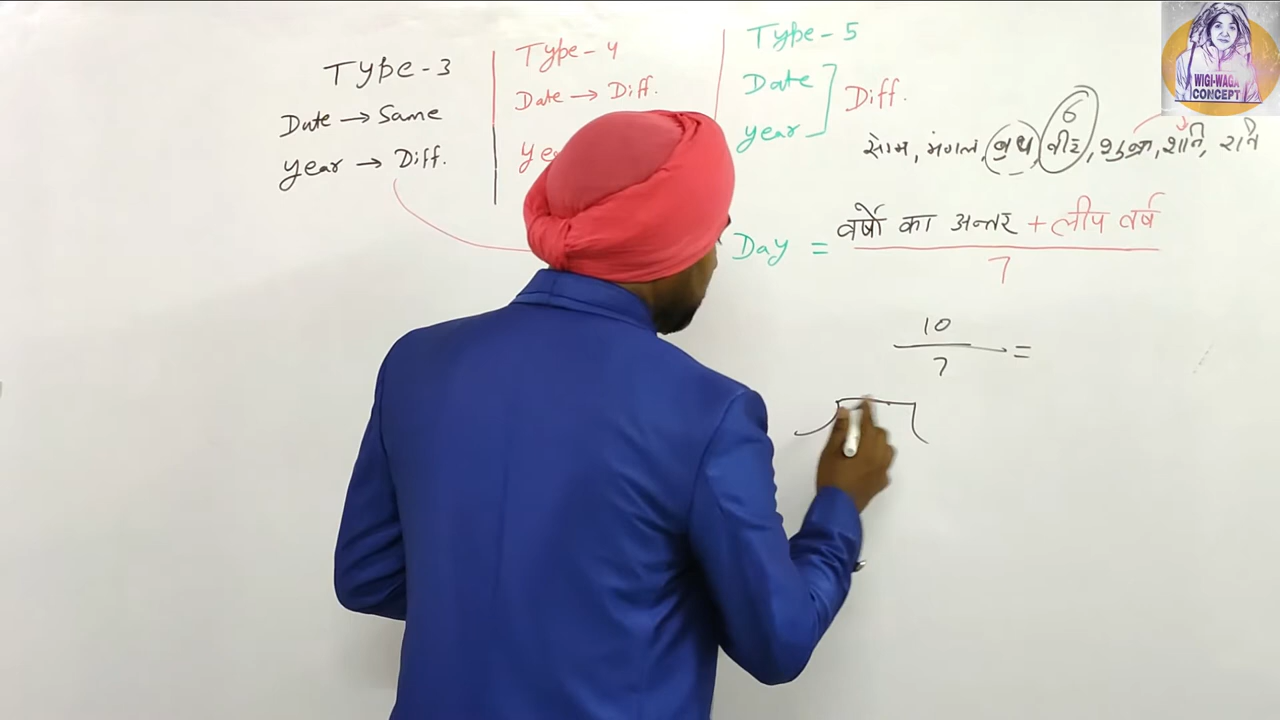 Type-3
Date → Same
Year → Diff.
Type-4
Date → Diff.
Ye
Type-5
Date
Year
Diff.
6
सोम, मंगल, बुध, वीर, शुक्र, शनि, रवि
Day = वर्षों का अन्तर + लीप वर्ष
7
10
7
=
WIGI-WAGA
CONCEPT